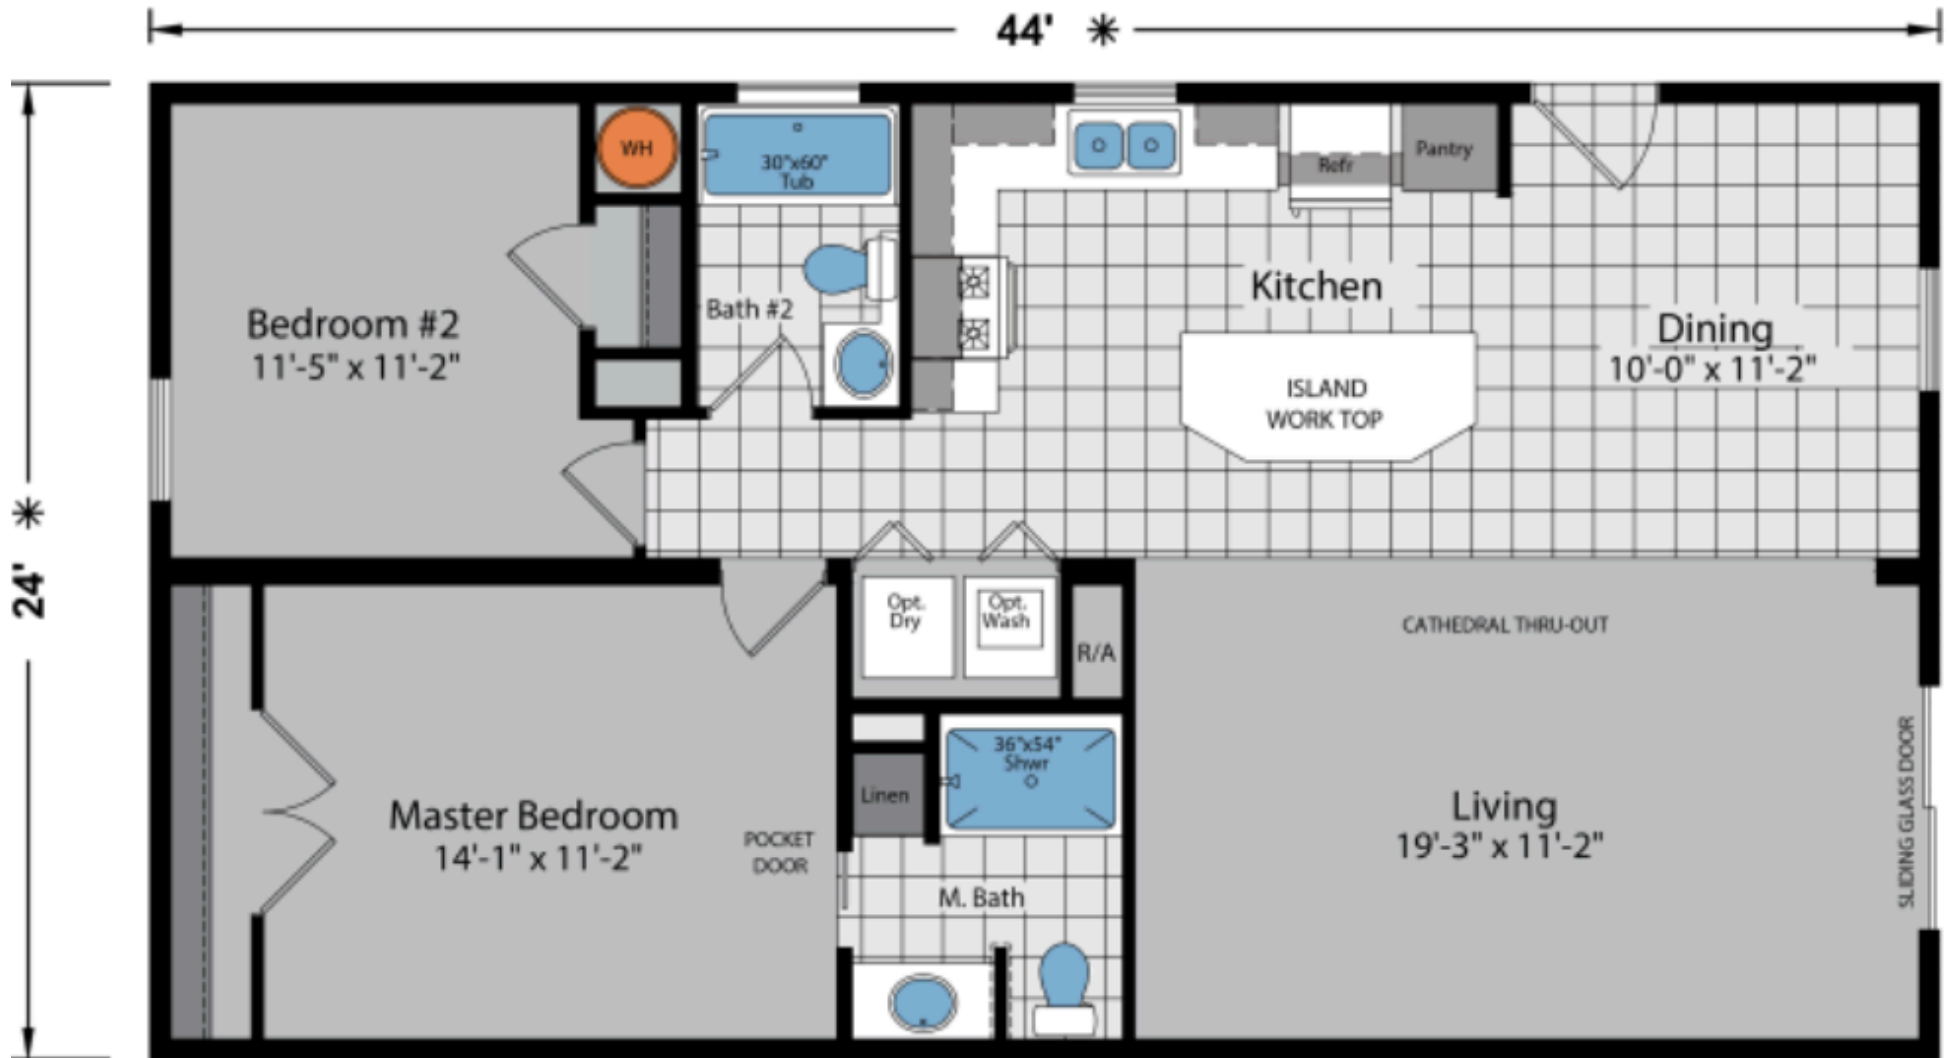 44' ✳
24' ✳
WH
30"x60"
Tub
Refr
Pantry
Bath #2
Kitchen
Bedroom #2
11'-5" x 11'-2"
Dining
10'-0" x 11'-2"
ISLAND
WORK TOP
Opt.
Dry
Opt.
Wash
R/A
CATHEDRAL THRU-OUT
36"x54"
Shwr
Linen
Master Bedroom
14'-1" x 11'-2"
POCKET
DOOR
Living
19'-3" x 11'-2"
SLIDING GLASS DOOR
M. Bath